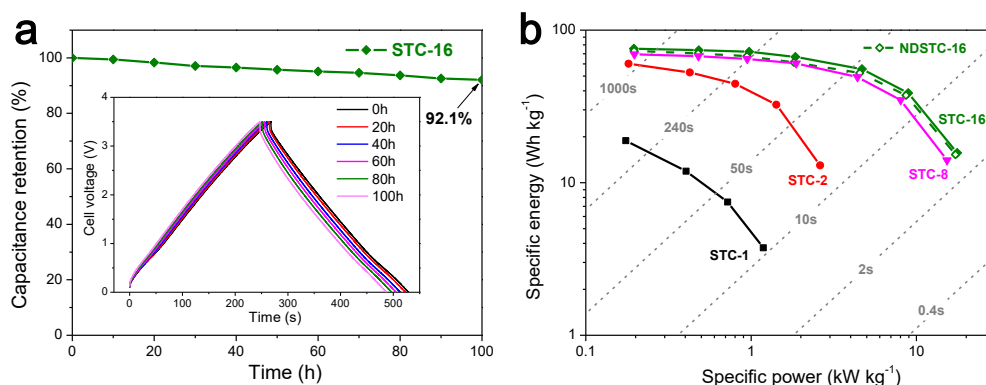 a
STC-16
Capacitance retention (%)
100
80
60
40
20
0
92.1%
0h
20h
40h
60h
80h
100h
Cell voltage (V)
4
3
2
1
0
0
100
200
300
400
500
Time (s)
0
20
40
60
80
100
Time (h)
b
NDSTC-16
Specific energy (Wh kg⁻¹)
100
10
1
1000s
240s
50s
10s
2s
0.4s
STC-16
STC-8
STC-2
STC-1
0.1
1
10
Specific power (kW kg⁻¹)